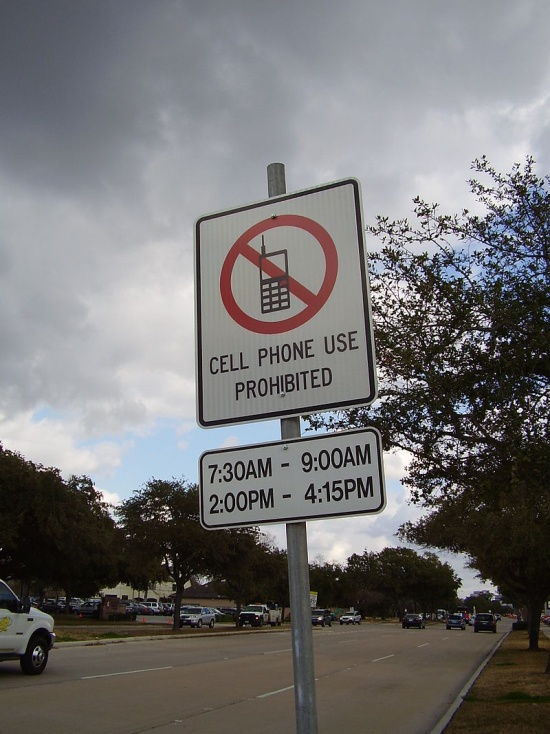 CELL PHONE USE
PROHIBITED
7:30AM - 9:00AM
2:00PM - 4:15PM